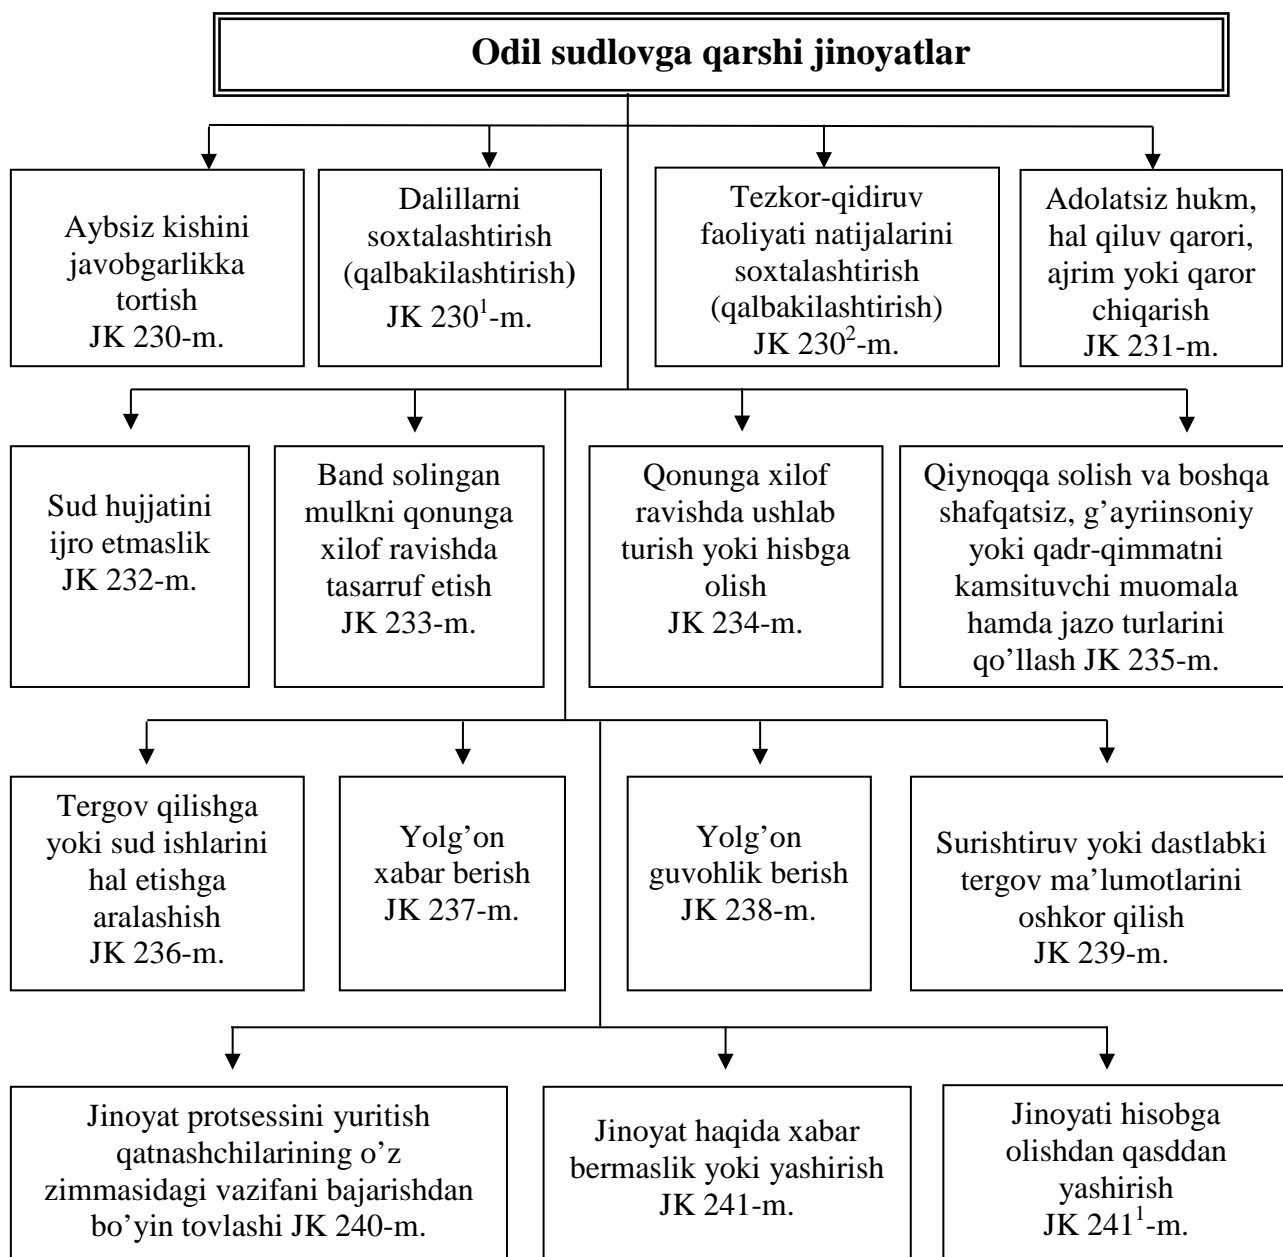 Odil sudlovga qarshi jinoyatlar
Aybsiz kishini
javobgarlikka
tortish
JK 230-m.
Dalillarni
soxtalashtirish
(qalbakilashtirish)
JK 230¹-m.
Tezkor-qidiruv
faoliyati natijalarini
soxtalashtirish
(qalbakilashtirish)
JK 230²-m.
Adolatsiz hukm,
hal qiluv qarori,
ajrim yoki qaror
chiqarish
JK 231-m.
Sud hujjatini
ijro etmaslik
JK 232-m.
Band solingan
mulkni qonunga
xilof ravishda
tasarruf etish
JK 233-m.
Qonunga xilof
ravishda ushlab
turish yoki hisbga
olish
JK 234-m.
Qiynoqqa solish va boshqa
shafqatsiz, g’ayriinsoniy
yoki qadr-qimmatni
kamsituvchi muomala
hamda jazo turlarini
qo’llash JK 235-m.
Tergov qilishga
yoki sud ishlarini
hal etishga
aralashish
JK 236-m.
Yolg’on
xabar berish
JK 237-m.
Yolg’on
guvohlik berish
JK 238-m.
Surishtiruv yoki dastlabki
tergov ma’lumotlarini
oshkor qilish
JK 239-m.
Jinoyat protsessini yuritish
qatnashchilarining o’z
zimmasidagi vazifani bajarishdan
bo’yin tovlashi JK 240-m.
Jinoyat haqida xabar
bermaslik yoki yashirish
JK 241-m.
Jinoyati hisobga
olishdan qasddan
yashirish
JK 241¹-m.